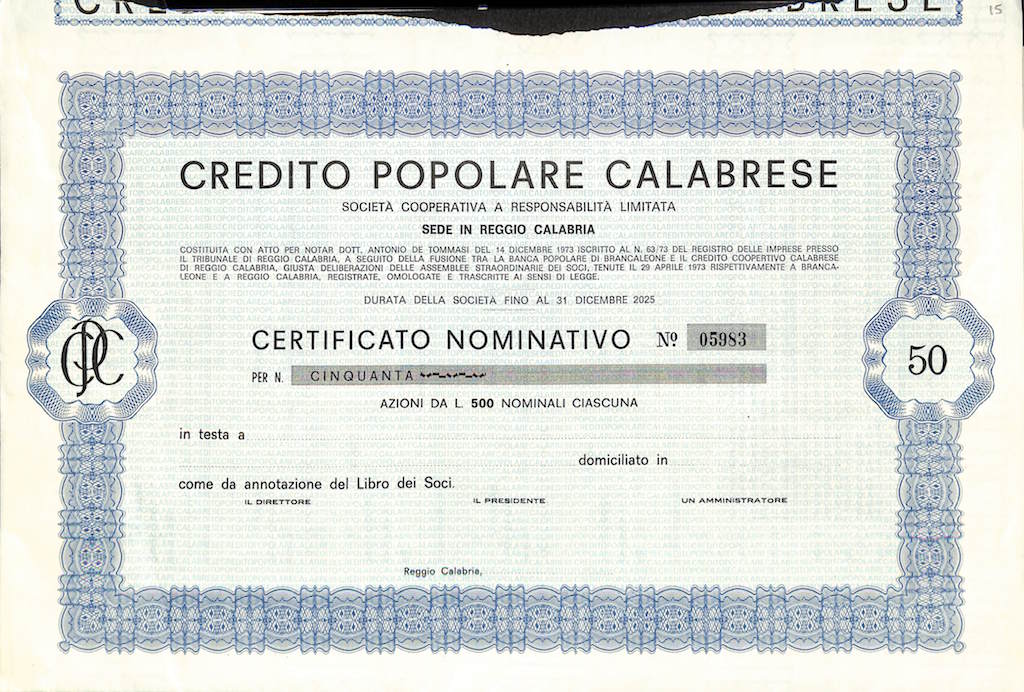 15
CREDITO POPOLARE CALABRESE
SOCIETÀ COOPERATIVA A RESPONSABILITÀ LIMITATA
SEDE IN REGGIO CALABRIA
COSTITUITA CON ATTO PER NOTAR DOTT. ANTONIO DE TOMMASI DEL 14 DICEMBRE 1973 ISCRITTO AL N. 63/73 DEL REGISTRO DELLE IMPRESE PRESSO
IL TRIBUNALE DI REGGIO CALABRIA, A SEGUITO DELLA FUSIONE TRA LA BANCA POPOLARE DI BRANCALEONE E IL CREDITO COOPERTIVO CALABRESE
DI REGGIO CALABRIA, GIUSTA DELIBERAZIONI DELLE ASSEMBLEE STRAORDINARIE DEI SOCI, TENUTE IL 29 APRILE 1973 RISPETTIVAMENTE A BRANCA-
LEONE E A REGGIO CALABRIA, REGISTRATE, OMOLOGATE E TRASCRITTE AI SENSI DI LEGGE.
DURATA DELLA SOCIETÀ FINO AL 31 DICEMBRE 2025
CERTIFICATO NOMINATIVO Nº 05983
CPC
50
PER N. CINQUANTA
AZIONI DA L. 500 NOMINALI CIASCUNA
in testa a
domiciliato in
come da annotazione del Libro dei Soci.
IL DIRETTORE IL PRESIDENTE UN AMMINISTRATORE
Reggio Calabria,